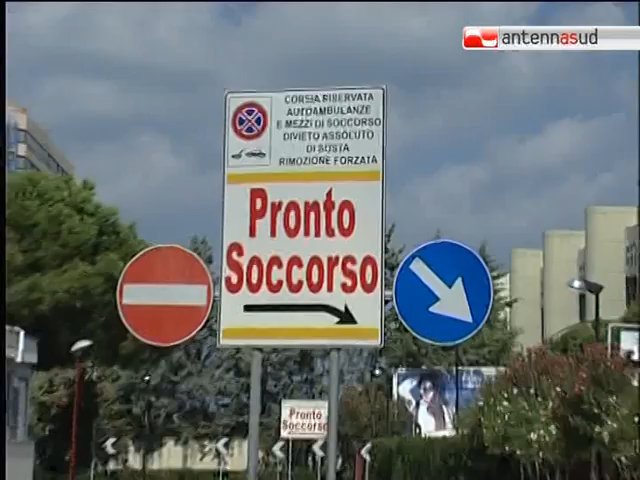 antennasud
CORSIA RISERVATA
AUTOAMBULANZE
E MEZZI DI SOCCORSO
DIVIETO ASSOLUTO
DI SOSTA
RIMOZIONE FORZATA
Pronto
Soccorso
PRONTO
SOCCORSO